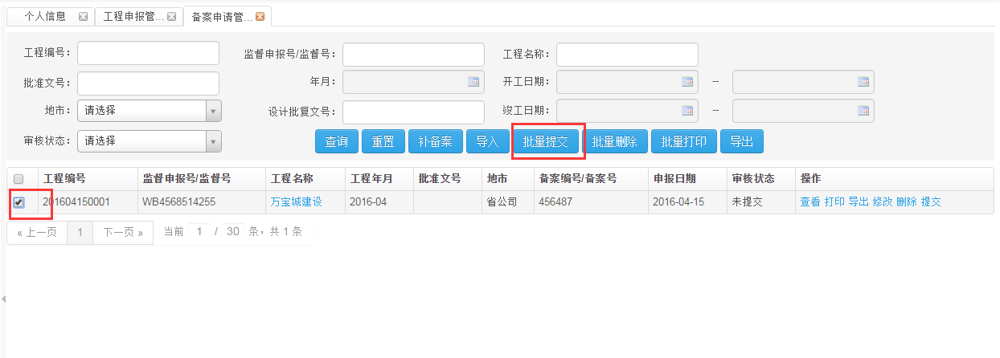 个人信息 工程申报管... 备案申请管...
工程编号： 监督申报号/监督号： 工程名称：
批准文号： 年月： 开工日期： --
地市： 请选择 设计批复文号： 竣工日期： --
审核状态： 请选择 查询 重置 补备案 导入 批量提交 批量删除 批量打印 导出
工程编号 监督申报号/监督号 工程名称 工程年月 批准文号 地市 备案编号/备案号 申报日期 审核状态 操作
201604150001 WB4568514255 万宝城建设 2016-04 省公司 456487 2016-04-15 未提交 查看 打印 导出 修改 删除 提交
« 上一页 1 下一页 » 当前 1 / 30 条，共 1 条